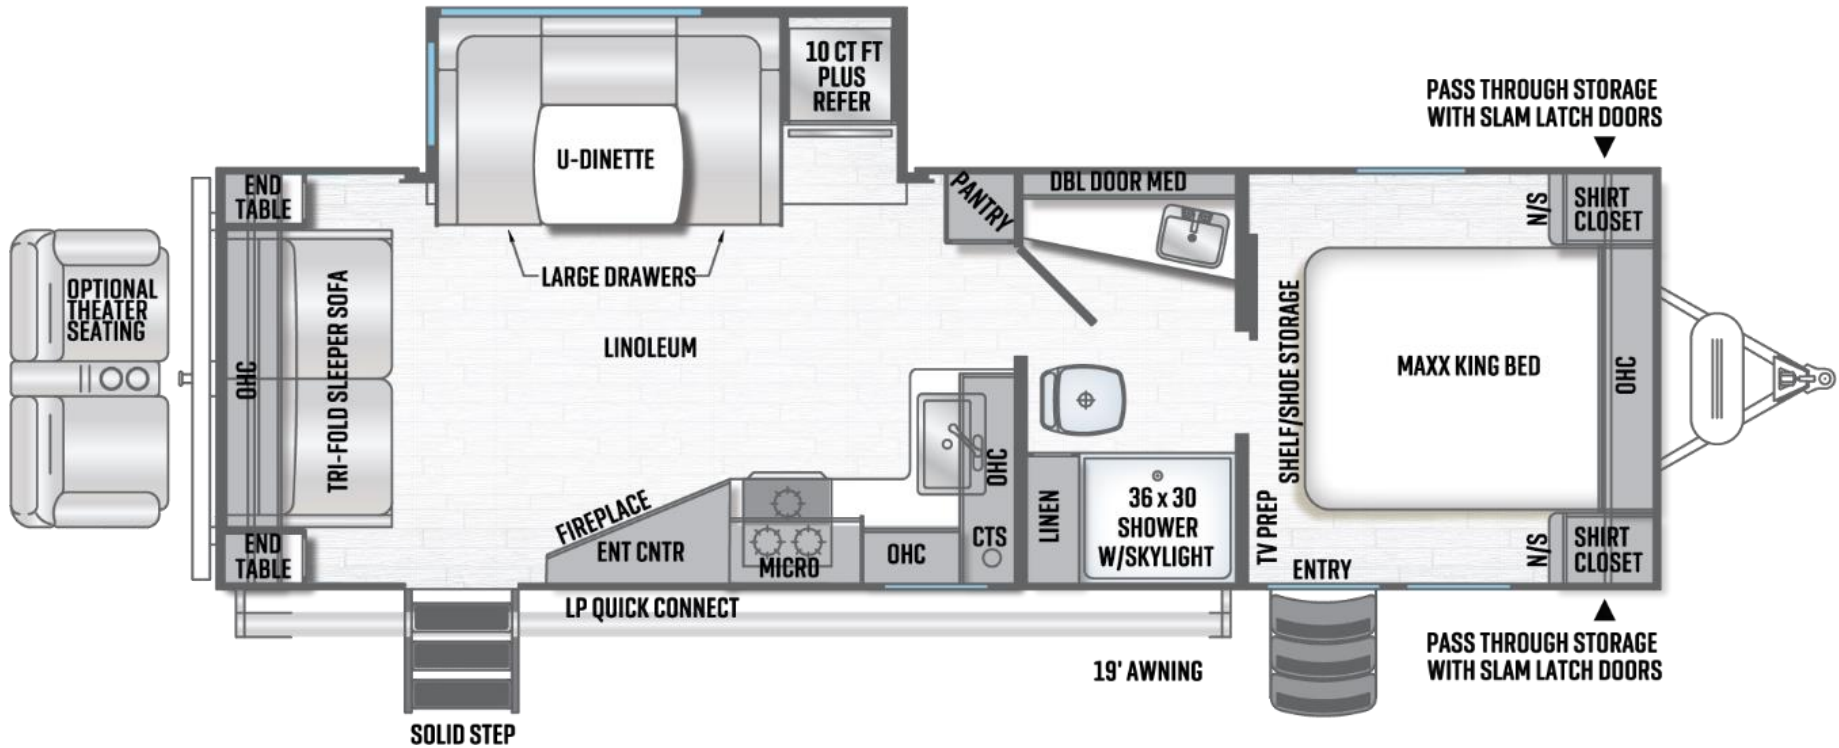 10 CT FT
PLUS
REFER
U-DINETTE
LARGE DRAWERS
END
TABLE
PANTRY
DBL DOOR MED
PASS THROUGH STORAGE
WITH SLAM LATCH DOORS
N/S
SHIRT
CLOSET
OPTIONAL
THEATER
SEATING
OHC
TRI-FOLD SLEEPER SOFA
LINOLEUM
SHELF/SHOE STORAGE
MAXX KING BED
OHC
FIREPLACE
ENT CNTR
MICRO
OHC
OHC
CTS
LINEN
36 x 30
SHOWER
W/SKYLIGHT
TV PREP
ENTRY
N/S
SHIRT
CLOSET
END
TABLE
LP QUICK CONNECT
19' AWNING
PASS THROUGH STORAGE
WITH SLAM LATCH DOORS
SOLID STEP